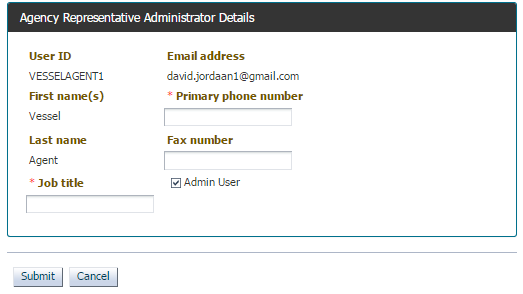 Agency Representative Administrator Details
User ID Email address
VESSELAGENT1 david.jordaan1@gmail.com
First name(s) * Primary phone number
Vessel
Last name Fax number
Agent
* Job title Admin User
Submit Cancel